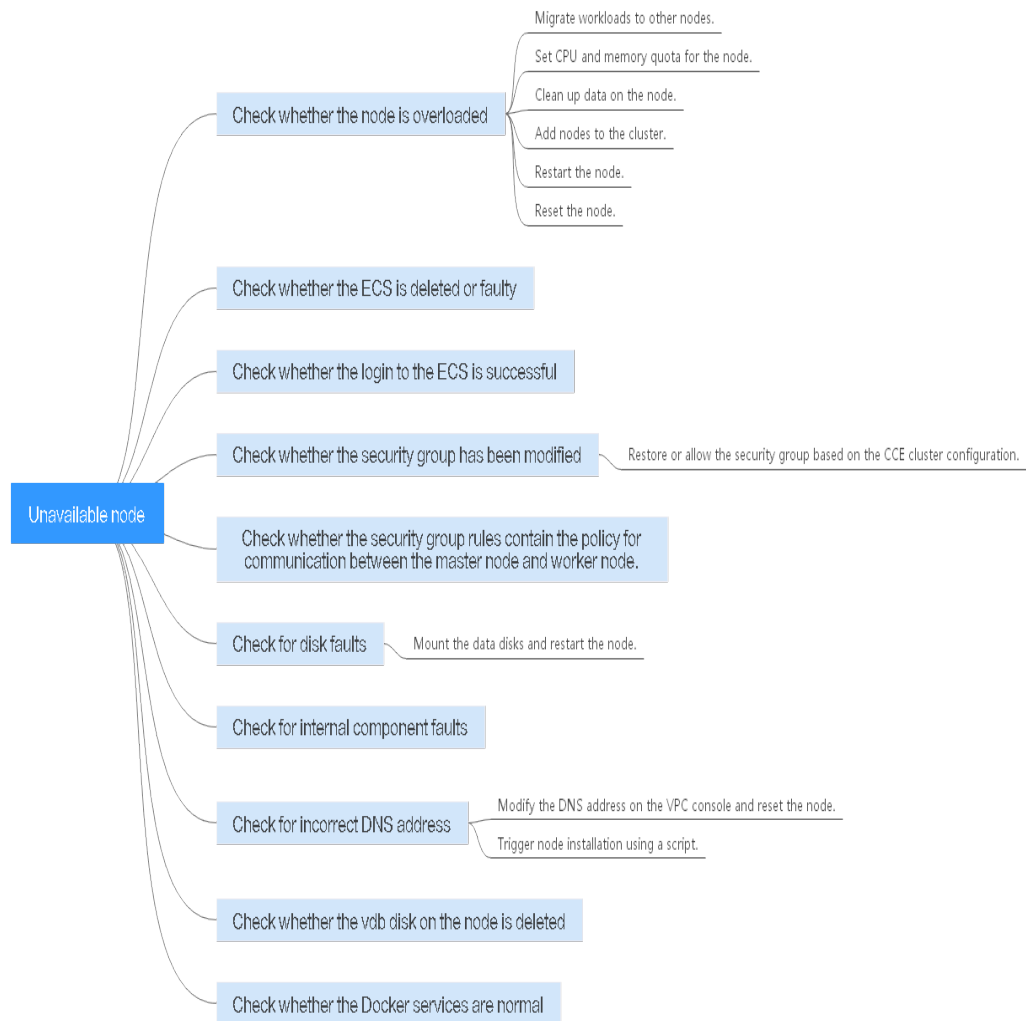 Migrate workloads to other nodes.
Set CPU and memory quota for the node.
Check whether the node is overloaded
Clean up data on the node.
Add nodes to the cluster.
Restart the node.
Reset the node.
Check whether the ECS is deleted or faulty
Check whether the login to the ECS is successful
Check whether the security group has been modified
Restore or allow the security group based on the CCE cluster configuration.
Unavailable node
Check whether the security group rules contain the policy for
communication between the master node and worker node.
Check for disk faults
Mount the data disks and restart the node.
Check for internal component faults
Check for incorrect DNS address
Modify the DNS address on the VPC console and reset the node.
Trigger node installation using a script.
Check whether the vdb disk on the node is deleted
Check whether the Docker services are normal